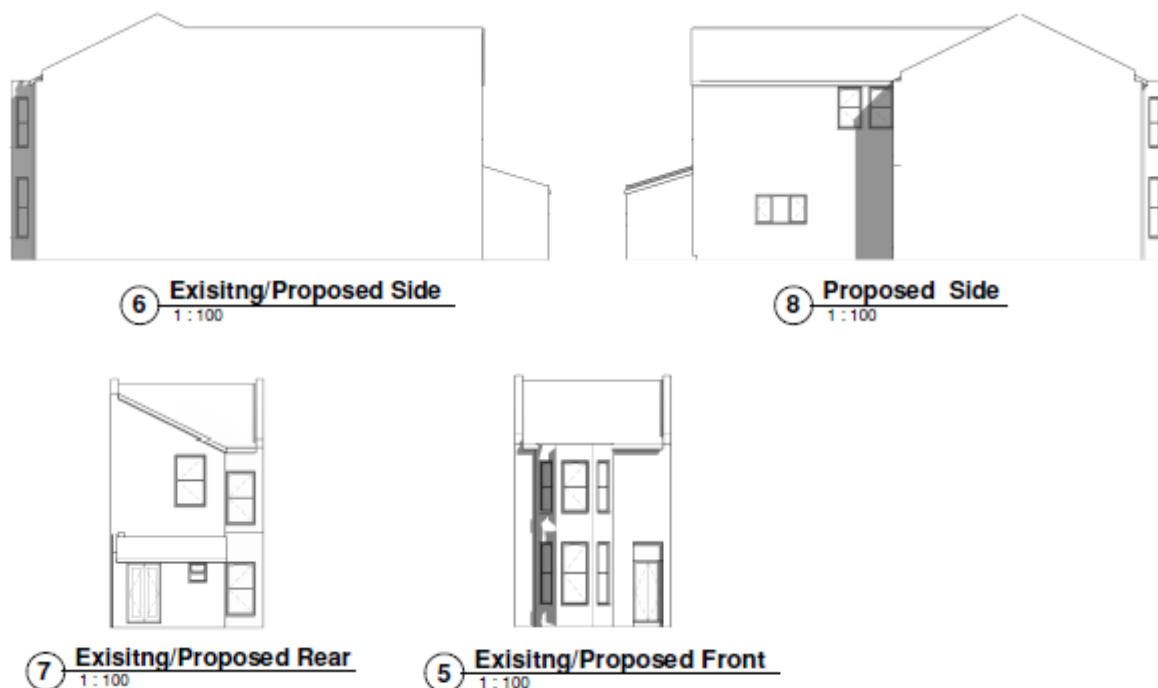 6 Exisitng/Proposed Side
1 : 100
8 Proposed Side
1 : 100
7 Exisitng/Proposed Rear
1 : 100
5 Exisitng/Proposed Front
1 : 100